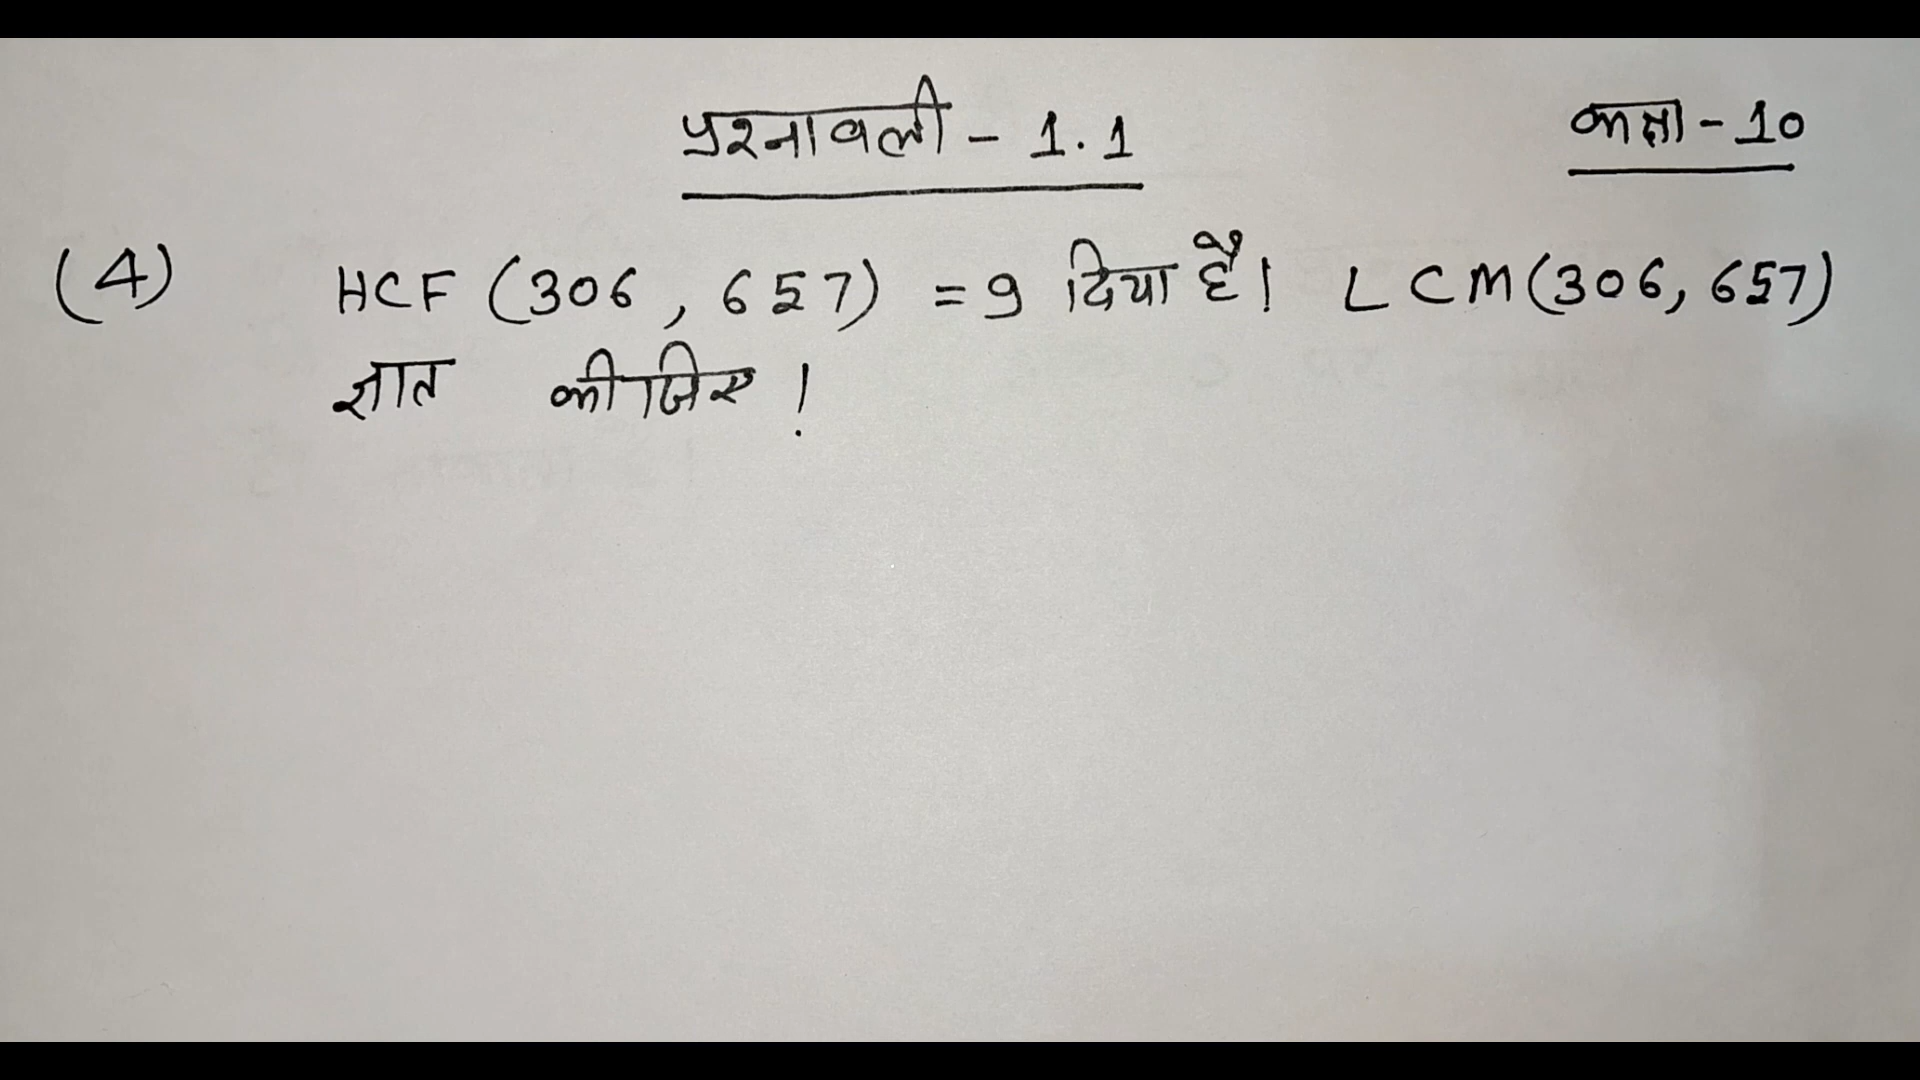 प्रश्नावली - 1.1
कक्षा - 10
(4) HCF (306, 657) = 9 दिया है। LCM(306, 657)
ज्ञात कीजिए !